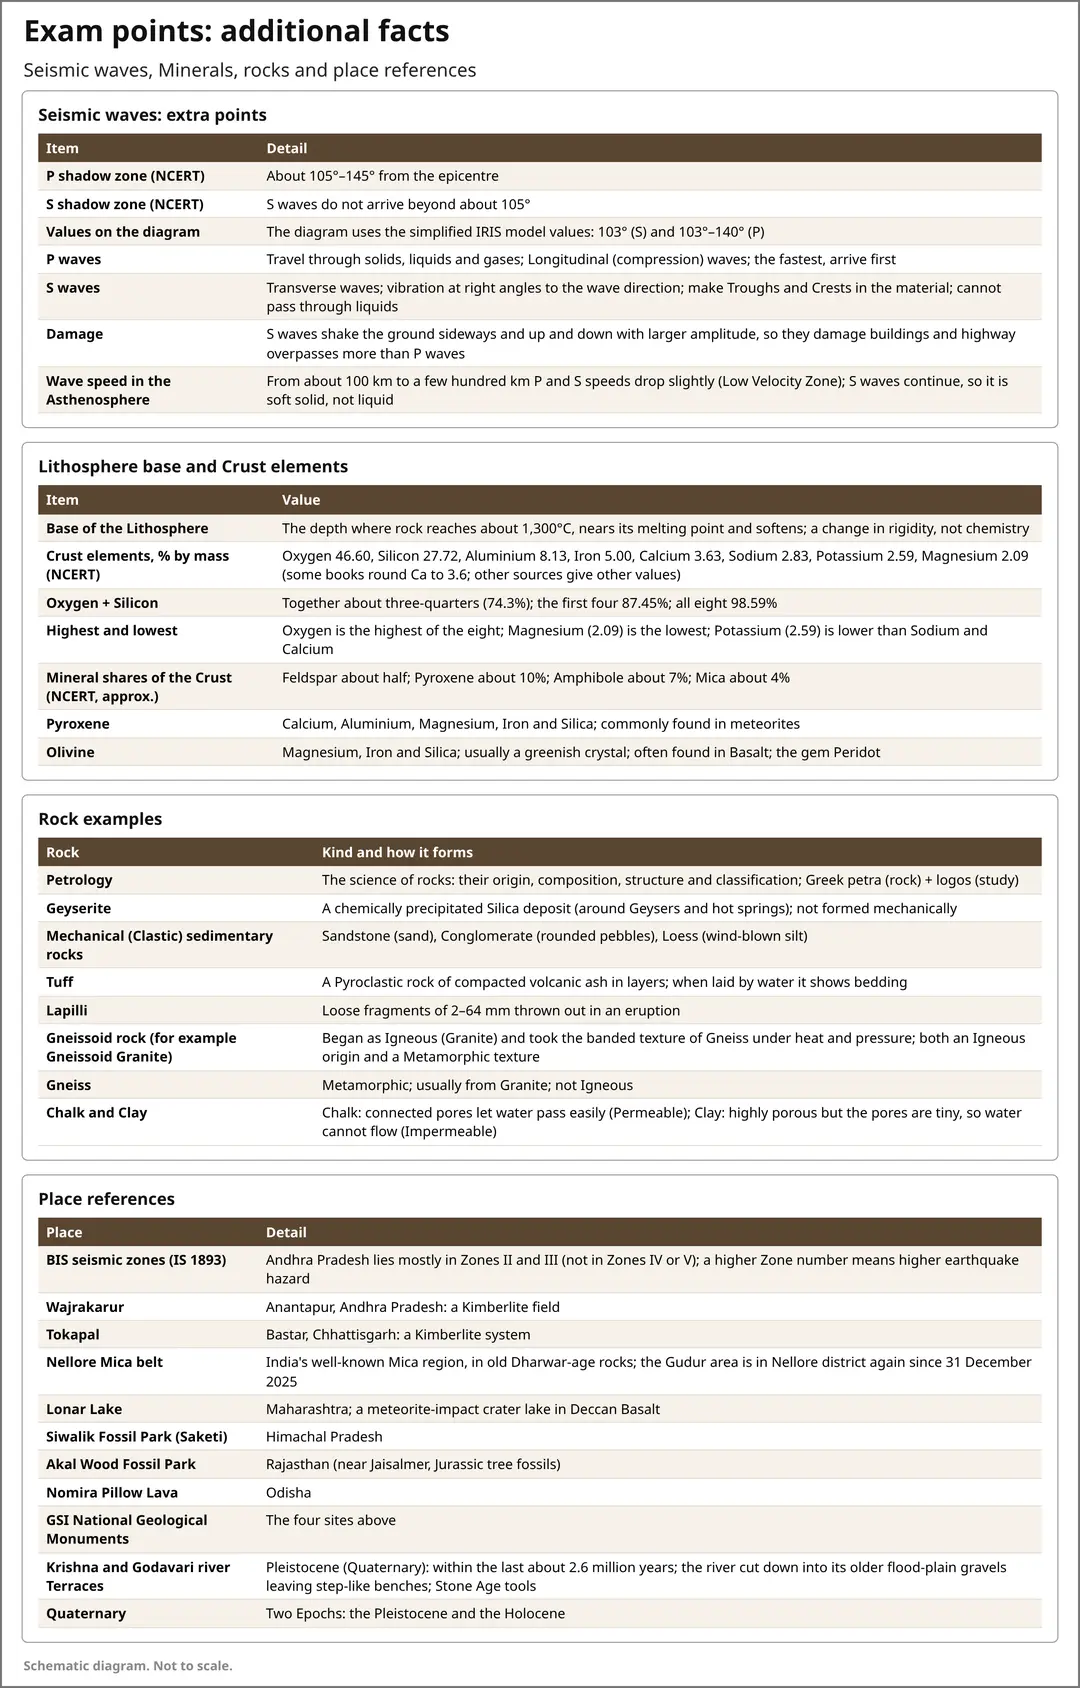 Exam points: additional facts
Seismic waves, Minerals, rocks and place references
Seismic waves: extra points
Item Detail
P shadow zone (NCERT) About 105°–145° from the epicentre
S shadow zone (NCERT) S waves do not arrive beyond about 105°
Values on the diagram The diagram uses the simplified IRIS model values: 103° (S) and 103°–140° (P)
P waves Travel through solids, liquids and gases; Longitudinal (compression) waves; the fastest, arrive first
S waves Transverse waves; vibration at right angles to the wave direction; make Troughs and Crests in the material; cannot
pass through liquids
Damage S waves shake the ground sideways and up and down with larger amplitude, so they damage buildings and highway
overpasses more than P waves
Wave speed in the From about 100 km to a few hundred km P and S speeds drop slightly (Low Velocity Zone); S waves continue, so it is
Asthenosphere soft solid, not liquid
Lithosphere base and Crust elements
Item Value
Base of the Lithosphere The depth where rock reaches about 1,300°C, nears its melting point and softens; a change in rigidity, not chemistry
Crust elements, % by mass Oxygen 46.60, Silicon 27.72, Aluminium 8.13, Iron 5.00, Calcium 3.63, Sodium 2.83, Potassium 2.59, Magnesium 2.09
(NCERT) (some books round Ca to 3.6; other sources give other values)
Oxygen + Silicon Together about three-quarters (74.3%); the first four 87.45%; all eight 98.59%
Highest and lowest Oxygen is the highest of the eight; Magnesium (2.09) is the lowest; Potassium (2.59) is lower than Sodium and
Calcium
Mineral shares of the Crust Feldspar about half; Pyroxene about 10%; Amphibole about 7%; Mica about 4%
(NCERT, approx.)
Pyroxene Calcium, Aluminium, Magnesium, Iron and Silica; commonly found in meteorites
Olivine Magnesium, Iron and Silica; usually a greenish crystal; often found in Basalt; the gem Peridot
Rock examples
Rock Kind and how it forms
Petrology The science of rocks: their origin, composition, structure and classification; Greek petra (rock) + logos (study)
Geyserite A chemically precipitated Silica deposit (around Geysers and hot springs); not formed mechanically
Mechanical (Clastic) sedimentary Sandstone (sand), Conglomerate (rounded pebbles), Loess (wind-blown silt)
rocks
Tuff A Pyroclastic rock of compacted volcanic ash in layers; when laid by water it shows bedding
Lapilli Loose fragments of 2–64 mm thrown out in an eruption
Gneissoid rock (for example Began as Igneous (Granite) and took the banded texture of Gneiss under heat and pressure; both an Igneous
Gneissoid Granite) origin and a Metamorphic texture
Gneiss Metamorphic; usually from Granite; not Igneous
Chalk and Clay Chalk: connected pores let water pass easily (Permeable); Clay: highly porous but the pores are tiny, so water
cannot flow (Impermeable)
Place references
Place Detail
BIS seismic zones (IS 1893) Andhra Pradesh lies mostly in Zones II and III (not in Zones IV or V); a higher Zone number means higher earthquake
hazard
Wajrakarur Anantapur, Andhra Pradesh: a Kimberlite field
Tokapal Bastar, Chhattisgarh: a Kimberlite system
Nellore Mica belt India's well-known Mica region, in old Dharwar-age rocks; the Gudur area is in Nellore district again since 31 December
2025
Lonar Lake Maharashtra; a meteorite-impact crater lake in Deccan Basalt
Siwalik Fossil Park (Saketi) Himachal Pradesh
Akal Wood Fossil Park Rajasthan (near Jaisalmer, Jurassic tree fossils)
Nomira Pillow Lava Odisha
GSI National Geological The four sites above
Monuments
Krishna and Godavari river Pleistocene (Quaternary): within the last about 2.6 million years; the river cut down into its older flood-plain gravels
Terraces leaving step-like benches; Stone Age tools
Quaternary Two Epochs: the Pleistocene and the Holocene
Schematic diagram. Not to scale.